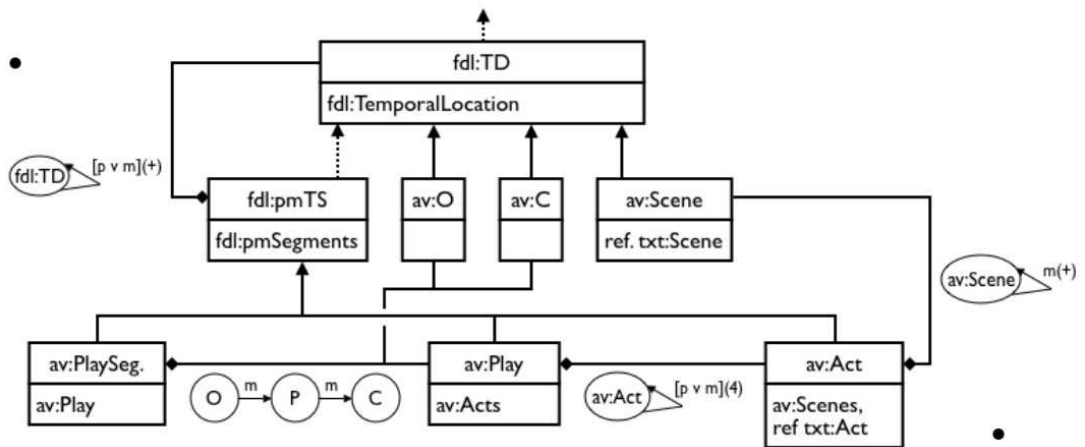 fdl:TD
fdl:TemporalLocation
fdl:TD
[p v m](+)
fdl:pmTS
fdl:pmSegments
av:O
av:C
av:Scene
ref. txt:Scene
av:Scene
m(+)
av:PlaySeg.
av:Play
O
m
P
m
C
av:Play
av:Acts
av:Act
[p v m](4)
av:Act
av:Scenes,
ref txt:Act